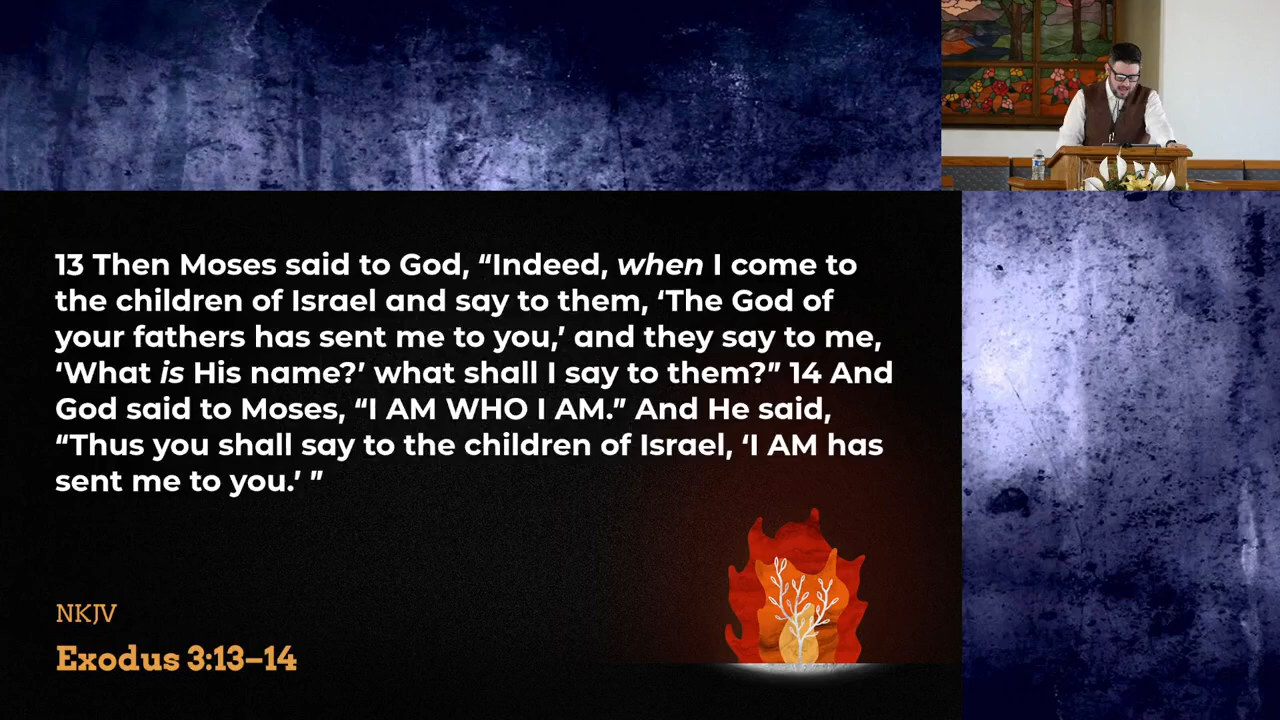 13 Then Moses said to God, “Indeed, when I come to
the children of Israel and say to them, ‘The God of
your fathers has sent me to you,’ and they say to me,
‘What is His name?’ what shall I say to them?” 14 And
God said to Moses, “I AM WHO I AM.” And He said,
“Thus you shall say to the children of Israel, ‘I AM has
sent me to you.’ ”
NKJV
Exodus 3:13–14